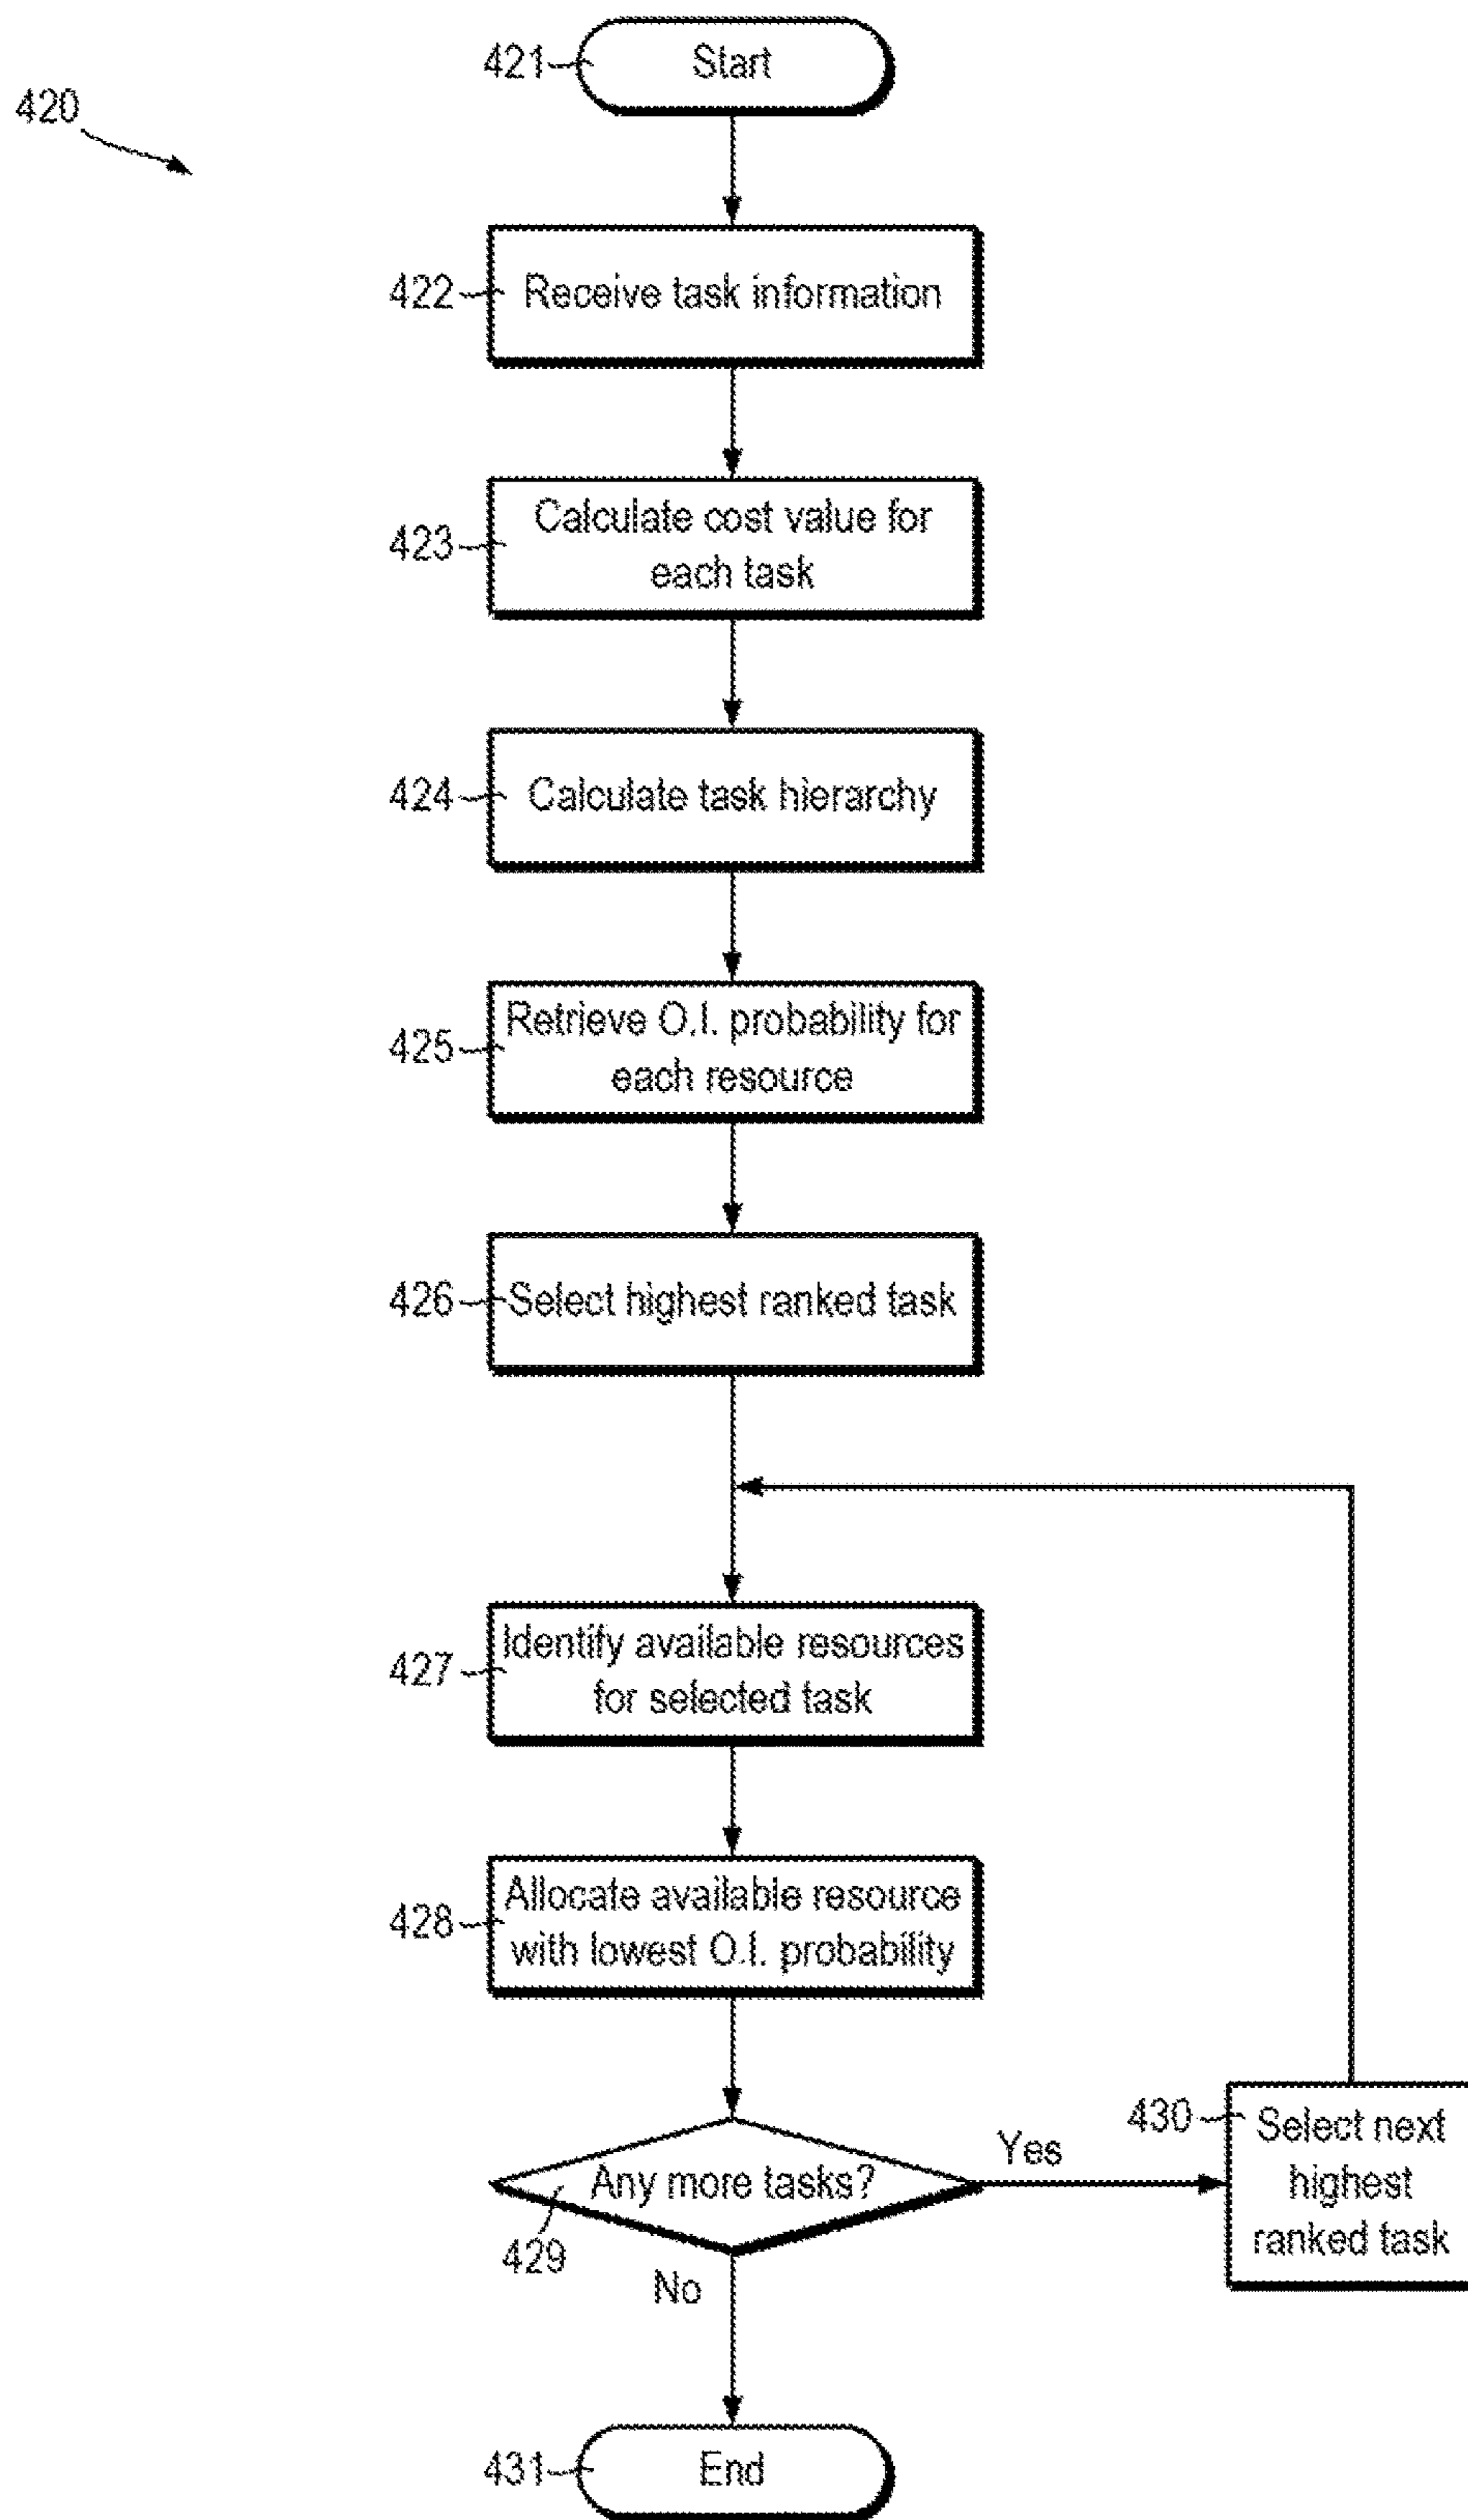 421
Start
420
422
Receive task information
423
Calculate cost value for
each task
424
Calculate task hierarchy
425
Retrieve O.I. probability for
each resource
426
Select highest ranked task
427
Identify available resources
for selected task
428
Allocate available resource
with lowest O.I. probability
429
Any more tasks?
Yes
430
Select next
highest
ranked task
No
431
End